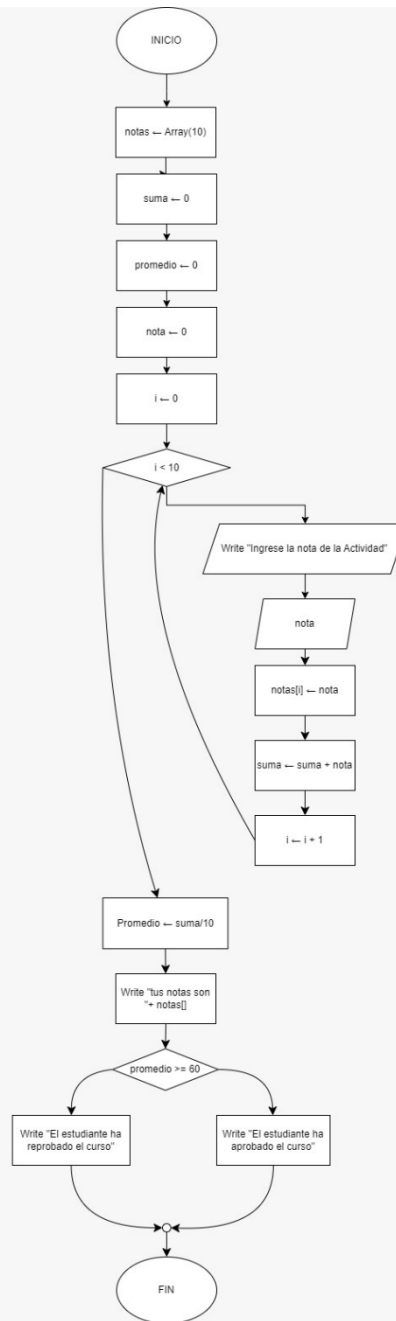 INICIO
notas ← Array(10)
suma ← 0
promedio ← 0
nota ← 0
i ← 0
i < 10
Write "Ingrese la nota de la Actividad"
nota
notas[i] ← nota
suma ← suma + nota
i ← i + 1
Promedio ← suma/10
Write "tus notas son
"+ notas[]
promedio >= 60
Write "El estudiante ha
reprobado el curso"
Write "El estudiante ha
aprobado el curso"
FIN